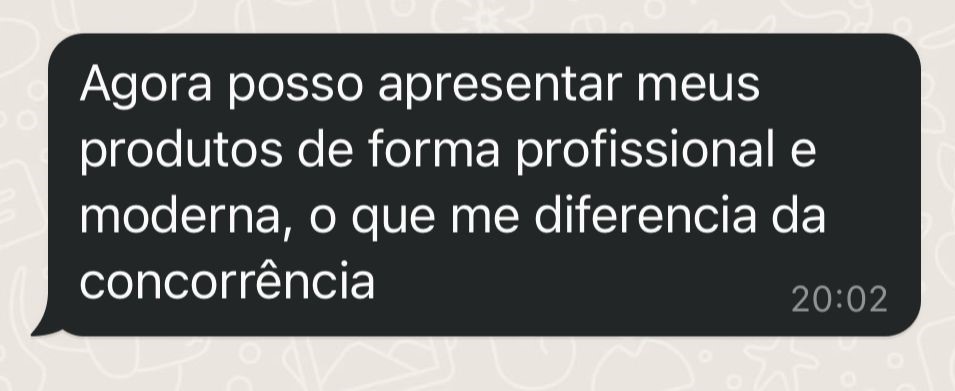 Agora posso apresentar meus
produtos de forma profissional e
moderna, o que me diferencia da
concorrência
20:02